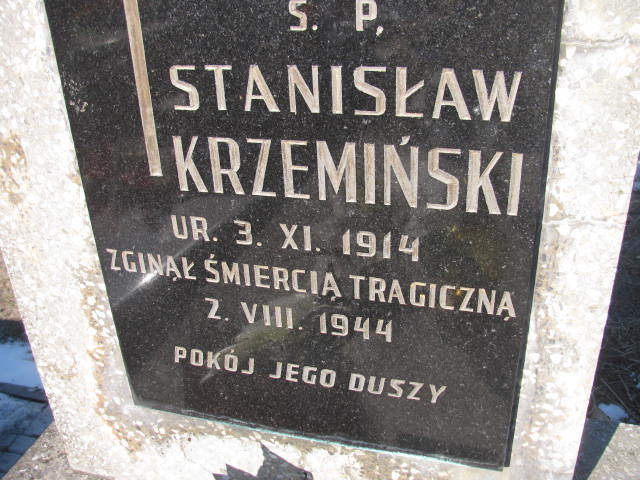 Ś. P.
STANISŁAW
KRZEMIŃSKI
UR. 3. XI. 1914
ZGINĄŁ ŚMIERCIĄ TRAGICZNĄ
2. VIII. 1944
POKÓJ JEGO DUSZY